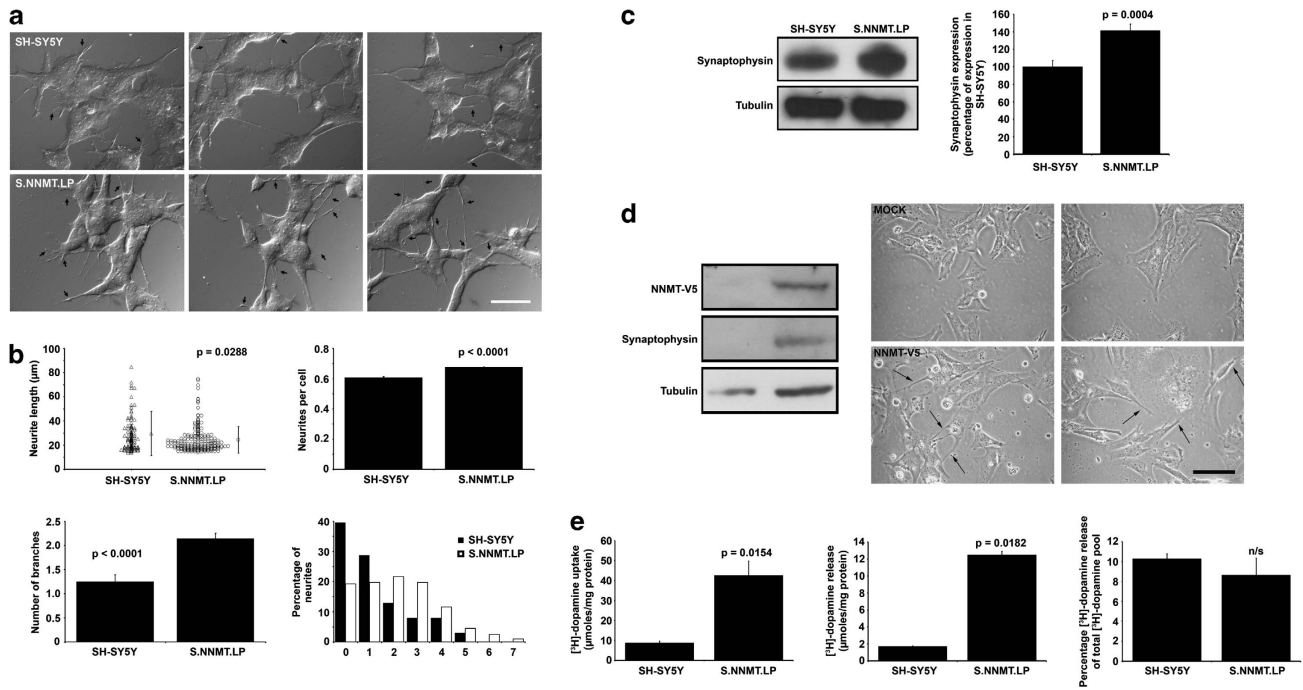 a
SH-SY5Y
S.NNMT.LP
b
Neurite length (µm)
100
80
60
40
20
0
p = 0.0288
SH-SY5Y S.NNMT.LP
Neurites per cell
0.8
0.6
0.4
0.2
0
p < 0.0001
SH-SY5Y S.NNMT.LP
Number of branches
2.5
2.0
1.5
1.0
0.5
0
p < 0.0001
SH-SY5Y S.NNMT.LP
Percentage of
neurites
40
30
20
10
0
SH-SY5Y
S.NNMT.LP
0 1 2 3 4 5 6 7
c
SH-SY5Y S.NNMT.LP
Synaptophysin
Tubulin
Synaptophysin expression
(percentage of expression in
SH-SY5Y)
160
140
120
100
80
60
40
20
0
p = 0.0004
SH-SY5Y S.NNMT.LP
d
NNMT-V5
Synaptophysin
Tubulin
MOCK
NNMT-V5
e
[³H]-dopamine uptake
(µmoles/mg protein)
60
50
40
30
20
10
0
p = 0.0154
SH-SY5Y S.NNMT.LP
[³H]-dopamine release
(µmoles/mg protein)
14
12
10
8
6
4
2
0
p = 0.0182
SH-SY5Y S.NNMT.LP
Percentage [³H]-dopamine release
of total [³H]-dopamine pool
12
10
8
6
4
2
0
n/s
SH-SY5Y S.NNMT.LP